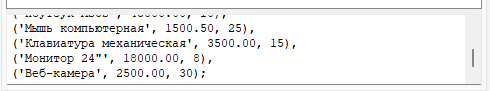 ('Мышь компьютерная', 1500.50, 25),
('Клавиатура механическая', 3500.00, 15),
('Монитор 24"', 18000.00, 8),
('Веб-камера', 2500.00, 30);